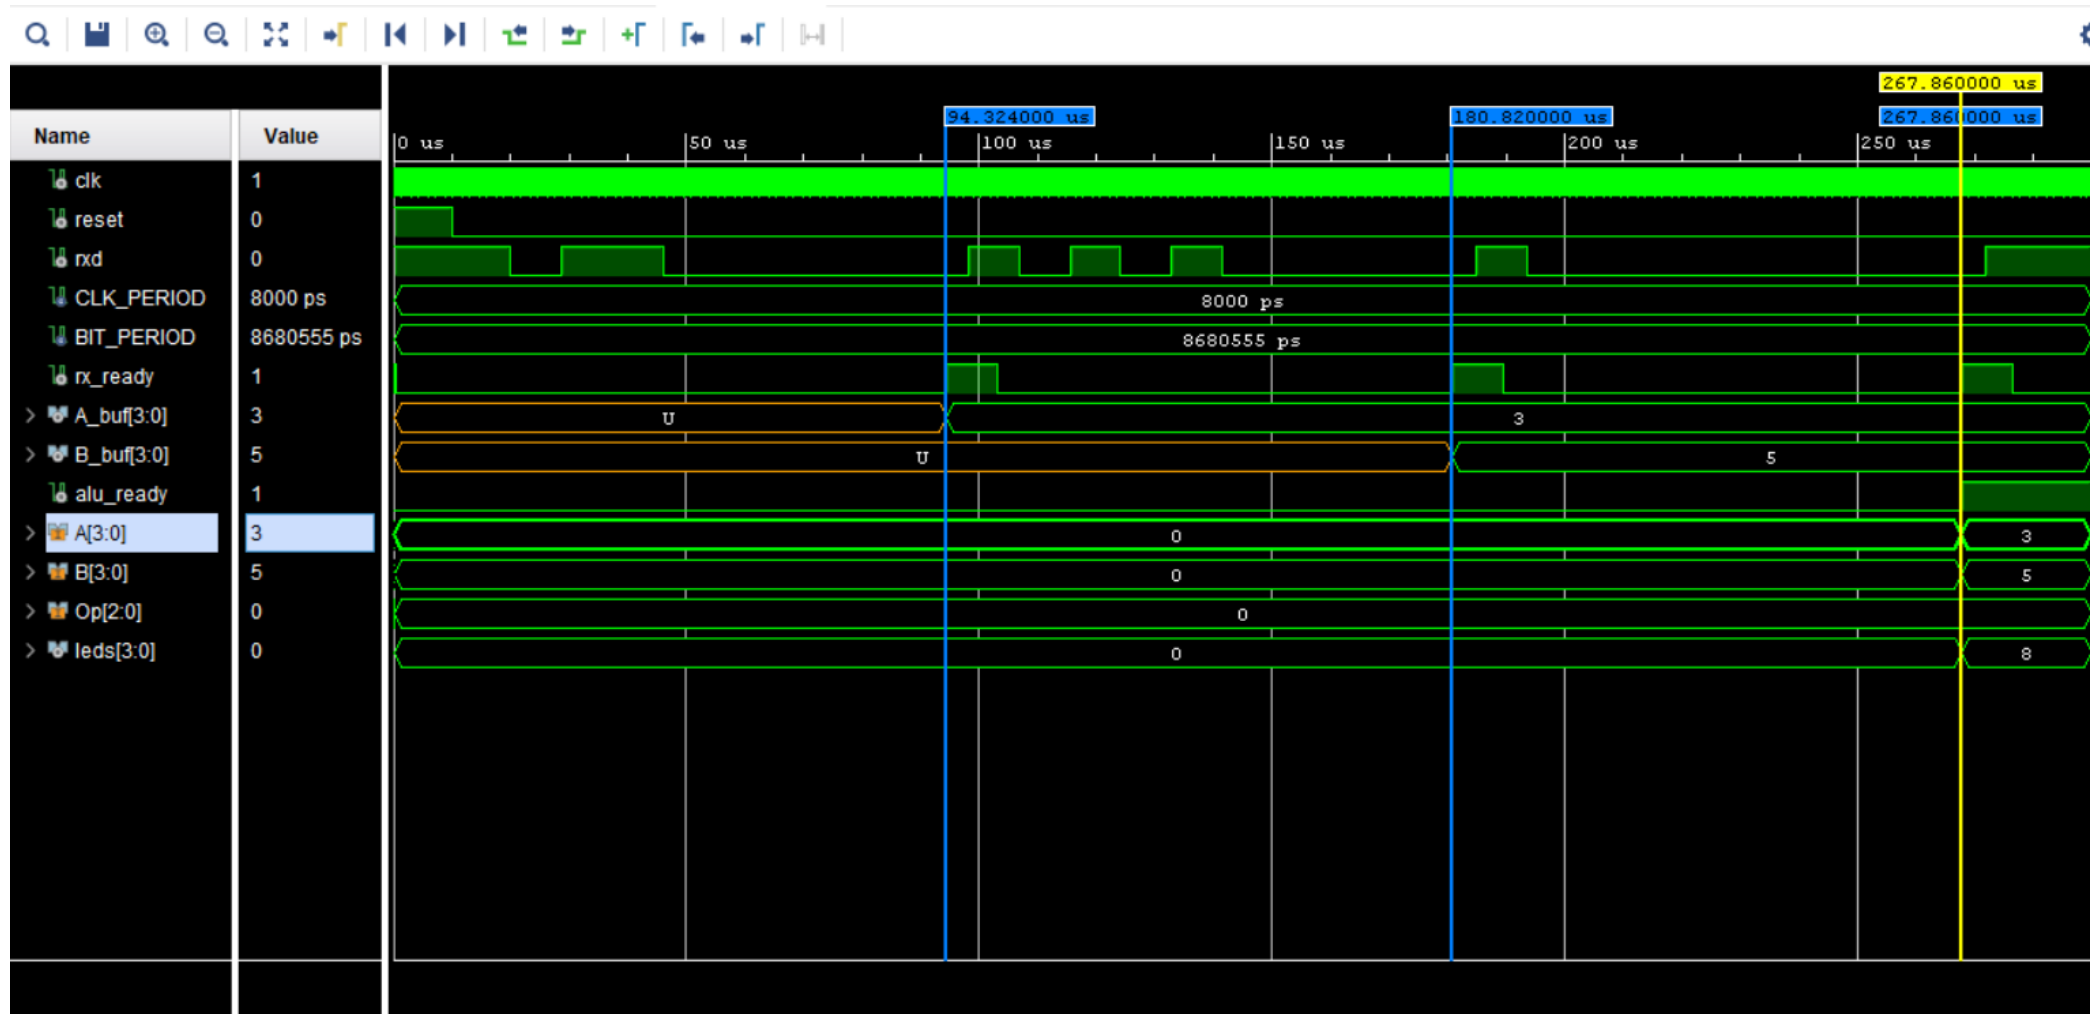 267.860000 us
94.324000 us 180.820000 us 267.860000 us
Name Value 0 us 50 us 100 us 150 us 200 us 250 us
clk 1
reset 0
rxd 0
CLK_PERIOD 8000 ps 8000 ps
BIT_PERIOD 8680555 ps 8680555 ps
rx_ready 1
A_buf[3:0] 3 U 3
B_buf[3:0] 5 U 5
alu_ready 1
A[3:0] 3 0 3
B[3:0] 5 0 5
Op[2:0] 0 0
leds[3:0] 0 0 8